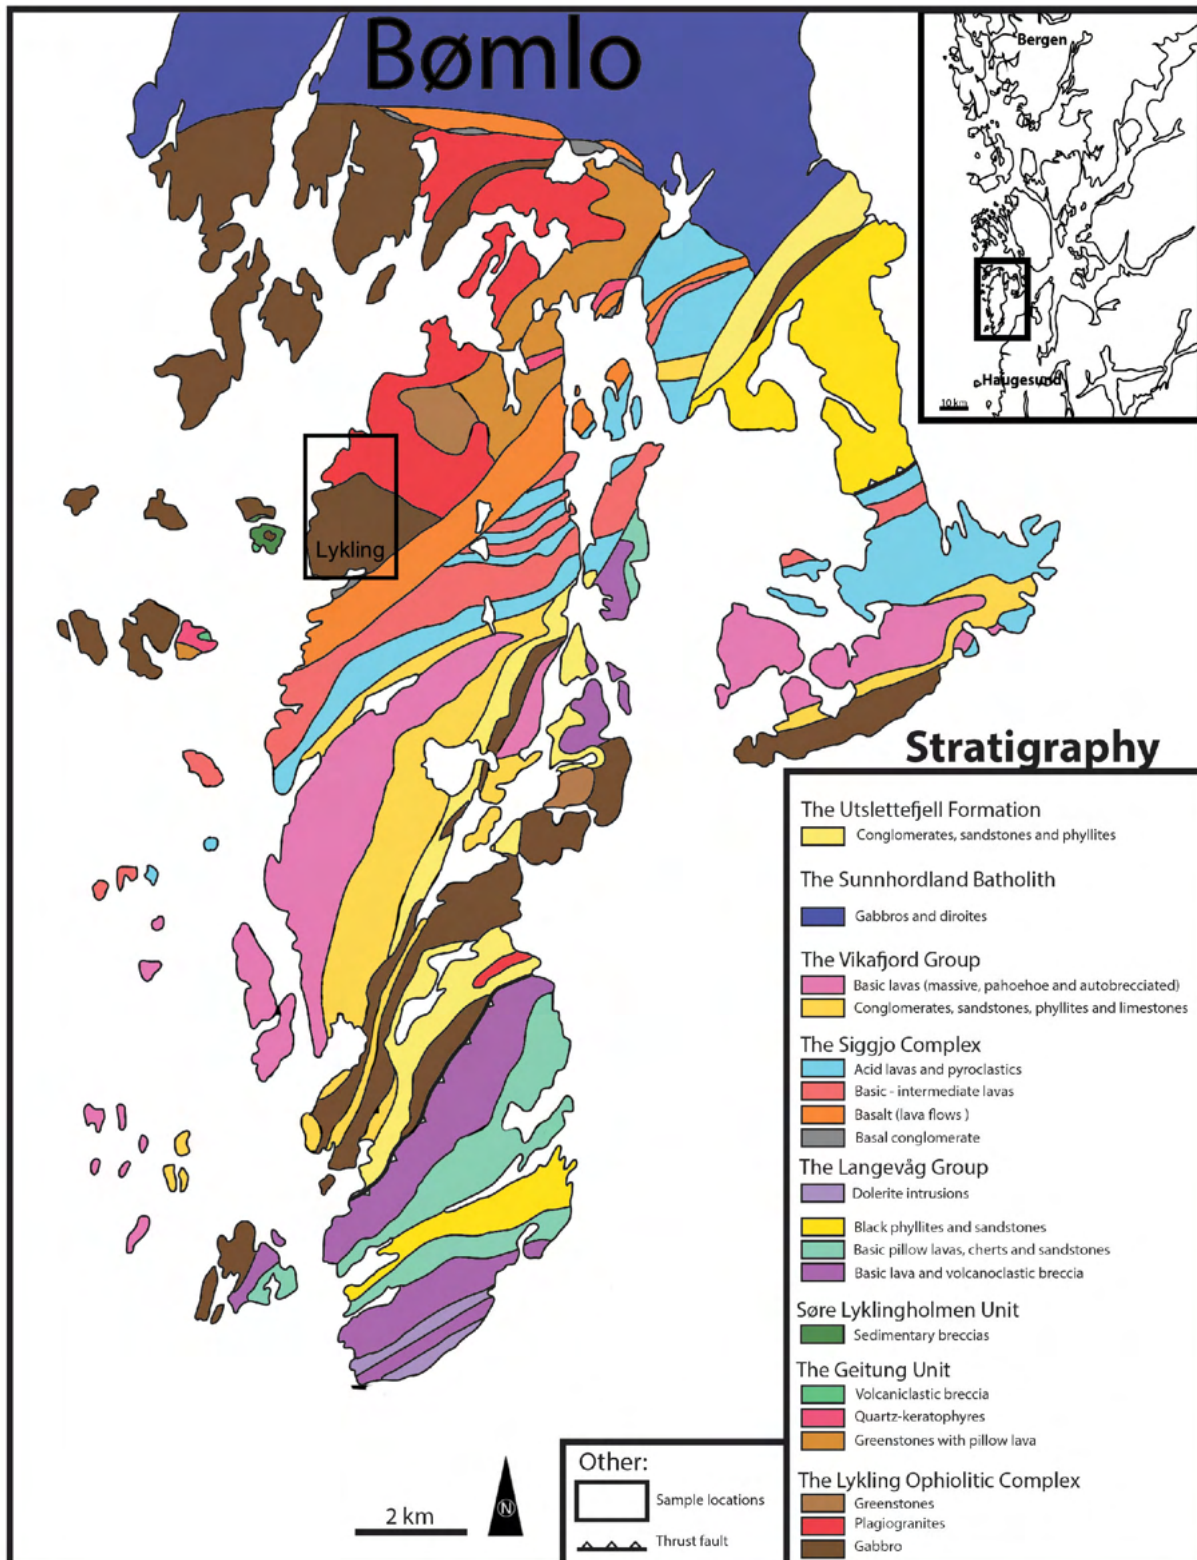 Bømlo
Bergen
Haugesund
10 km
Lykling
Stratigraphy
The Utslettefjell Formation
Conglomerates, sandstones and phyllites
The Sunnhordland Batholith
Gabbros and diroites
The Vikafjord Group
Basic lavas (massive, pahoehoe and autobrecciated)
Conglomerates, sandstones, phyllites and limestones
The Siggjo Complex
Acid lavas and pyroclastics
Basic - intermediate lavas
Basalt (lava flows )
Basal conglomerate
The Langevåg Group
Dolerite intrusions
Black phyllites and sandstones
Basic pillow lavas, cherts and sandstones
Basic lava and volcanoclastic breccia
Søre Lyklingholmen Unit
Sedimentary breccias
The Geitung Unit
Volcaniclastic breccia
Quartz-keratophyres
Greenstones with pillow lava
The Lykling Ophiolitic Complex
Greenstones
Plagiogranites
Gabbro
Other:
Sample locations
Thrust fault
2 km
N